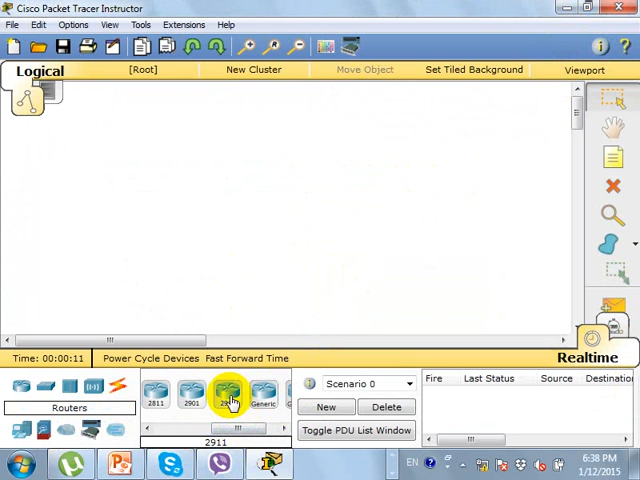 Cisco Packet Tracer Instructor
File Edit Options View Tools Extensions Help
Logical [Root] New Cluster Move Object Set Tiled Background Viewport
Time: 00:00:11 Power Cycle Devices Fast Forward Time Realtime
Routers
2811 2901 Generic
2911
Scenario 0
New Delete
Toggle PDU List Window
Fire Last Status Source Destination
EN 6:38 PM
1/12/2015